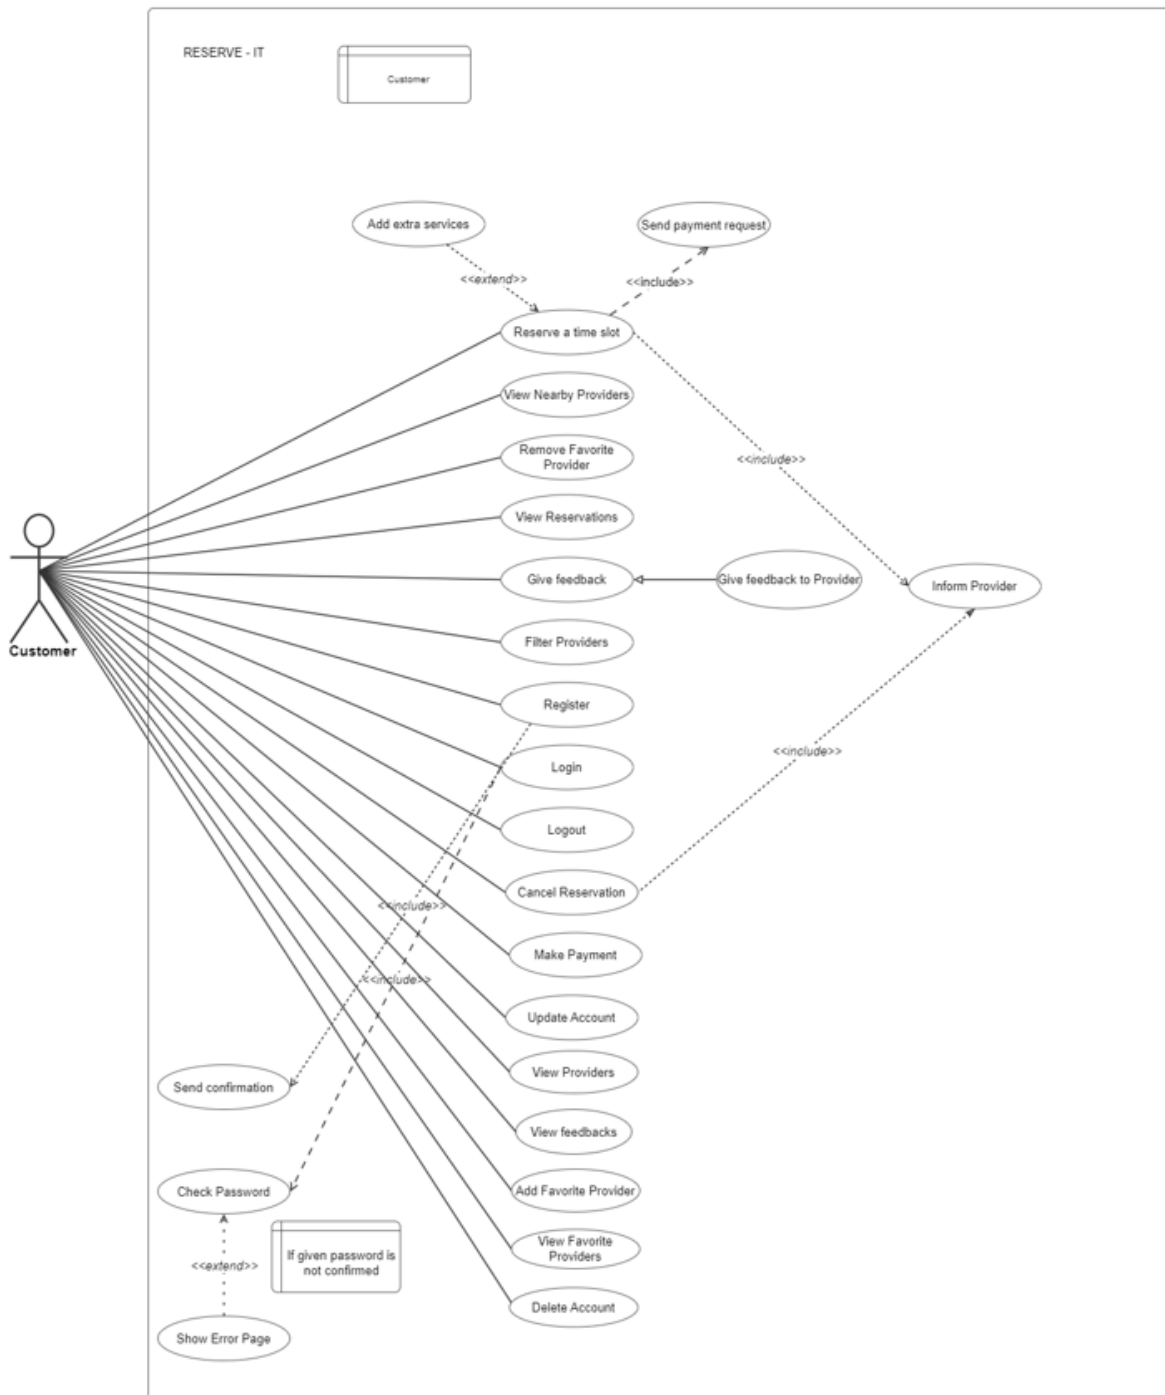 RESERVE - IT
Customer
Add extra services
Send payment request
<<extend>>
<<include>>
Reserve a time slot
View Nearby Providers
Remove Favorite
Provider
<<include>>
View Reservations
Give feedback
Give feedback to Provider
Inform Provider
Customer
Filter Providers
Register
<<include>>
Login
Logout
Cancel Reservation
<<include>>
Make Payment
<<include>>
Update Account
View Providers
Send confirmation
View feedbacks
Check Password
Add Favorite Provider
If given password is
not confirmed
View Favorite
Providers
<<extend>>
Delete Account
Show Error Page